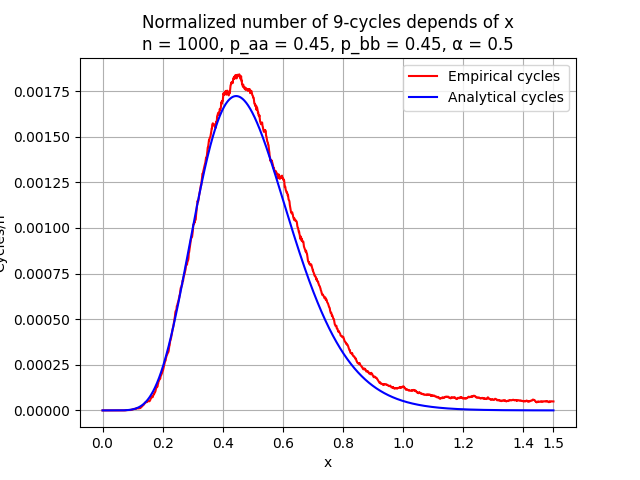 Normalized number of 9-cycles depends of x
n = 1000, p_aa = 0.45, p_bb = 0.45, α = 0.5
Empirical cycles
Analytical cycles
0.00175
0.00150
0.00125
0.00100
0.00075
0.00050
0.00025
0.00000
0.0 0.2 0.4 0.6 0.8 1.0 1.2 1.4 1.5
x